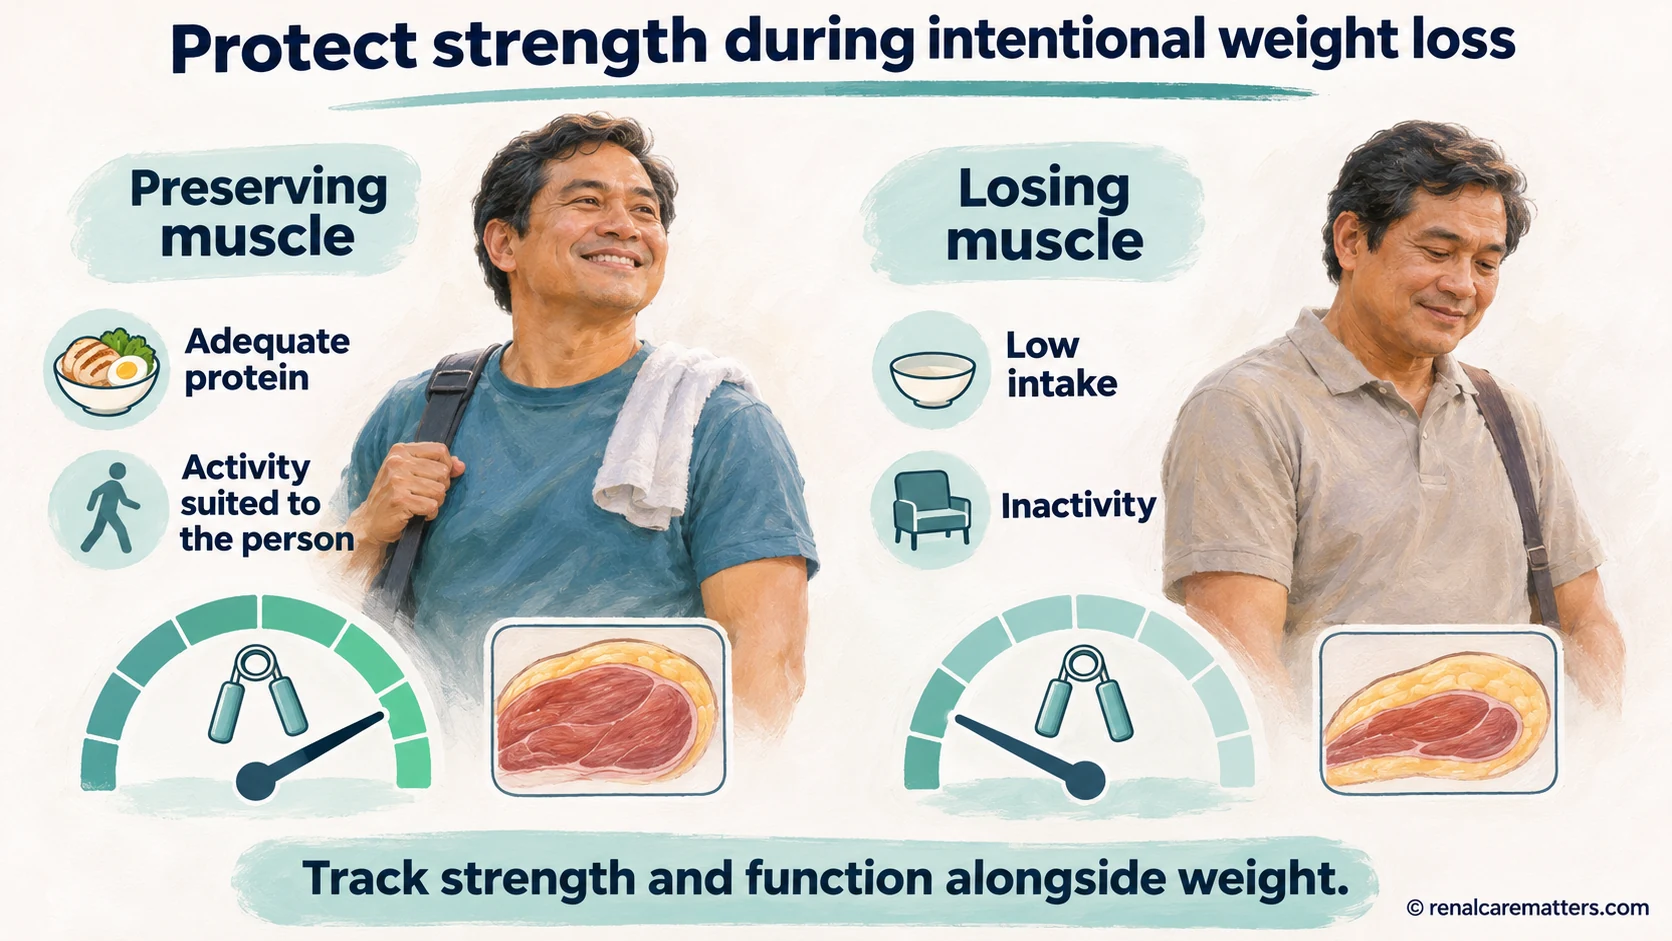 Protect strength during intentional weight loss
Preserving
muscle
Adequate
protein
Activity
suited to
the person
Losing
muscle
Low
intake
Inactivity
Track strength and function alongside weight.
© renalcarematters.com